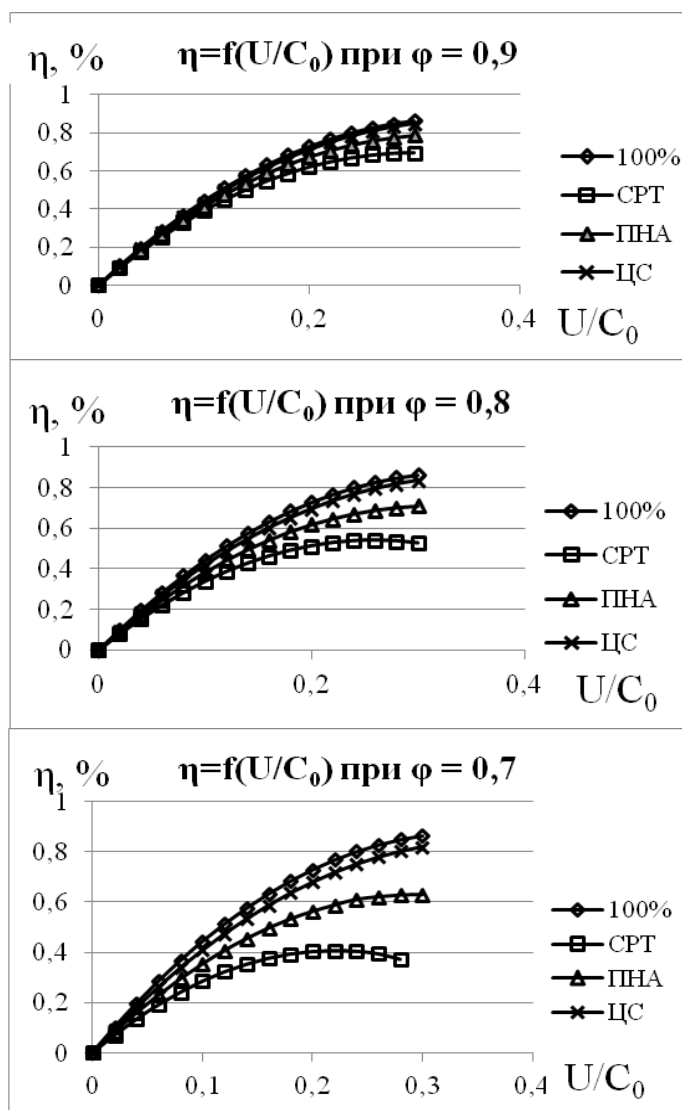 η, %
η=f(U/C₀) при φ = 0,9
1
0,8
0,6
0,4
0,2
0
0
0,2
0,4
U/C₀
100%
СРТ
ПНА
ЦС
η, %
η=f(U/C₀) при φ = 0,8
1
0,8
0,6
0,4
0,2
0
0
0,2
0,4
U/C₀
100%
СРТ
ПНА
ЦС
η, %
η=f(U/C₀) при φ = 0,7
1
0,8
0,6
0,4
0,2
0
0
0,1
0,2
0,3
0,4
U/C₀
100%
СРТ
ПНА
ЦС